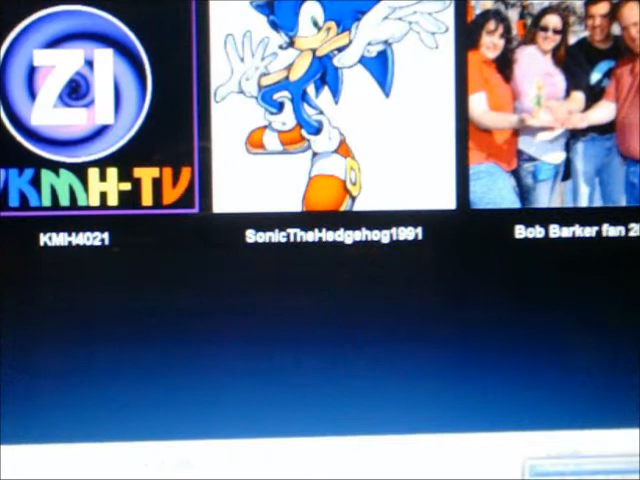 ZI
KMH-TV
KMH4021
SonicTheHedgehog1991
Bob Barker fan